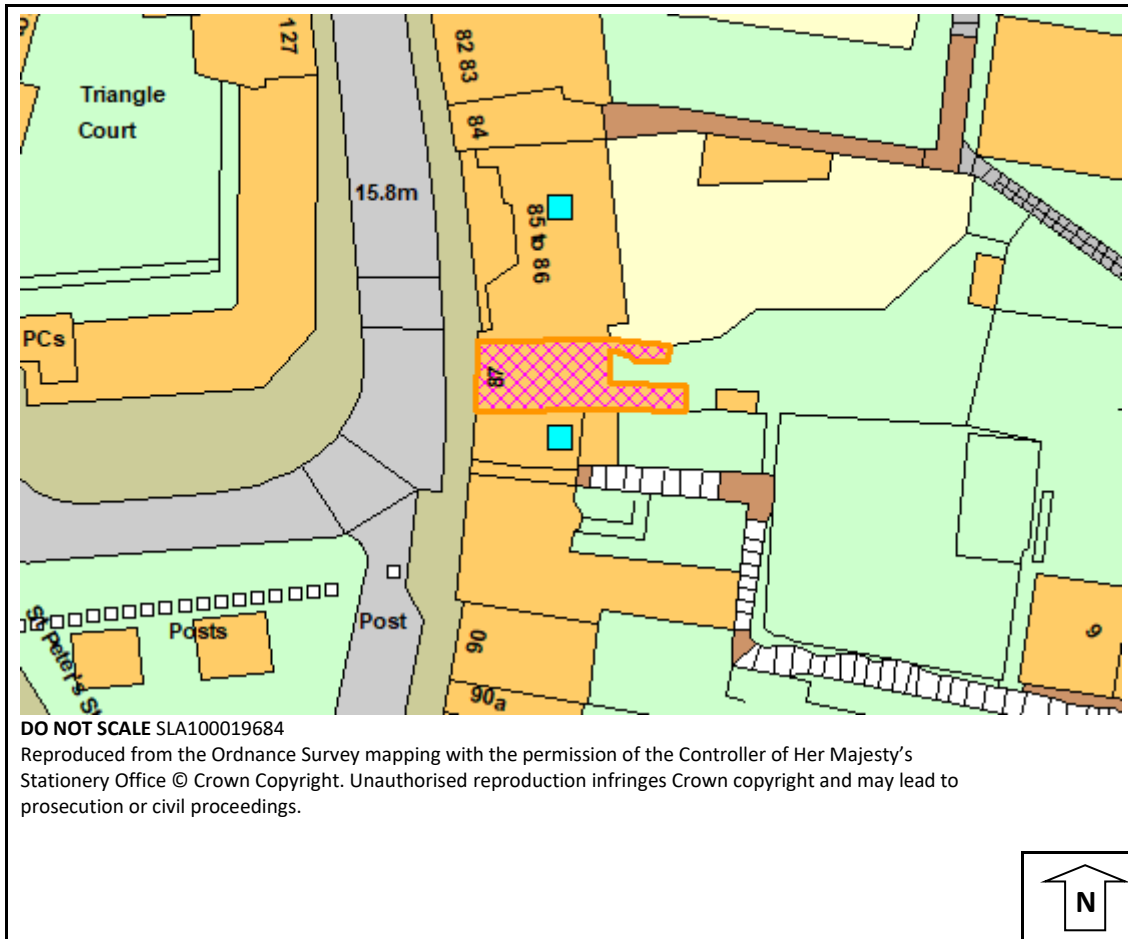 127
82 83
Triangle
Court
84
15.8m
85 to 86
PCs
87
Post
Posts
St Peter's St
90
90a
9
DO NOT SCALE SLA100019684
Reproduced from the Ordnance Survey mapping with the permission of the Controller of Her Majesty's
Stationery Office © Crown Copyright. Unauthorised reproduction infringes Crown copyright and may lead to
prosecution or civil proceedings.
N